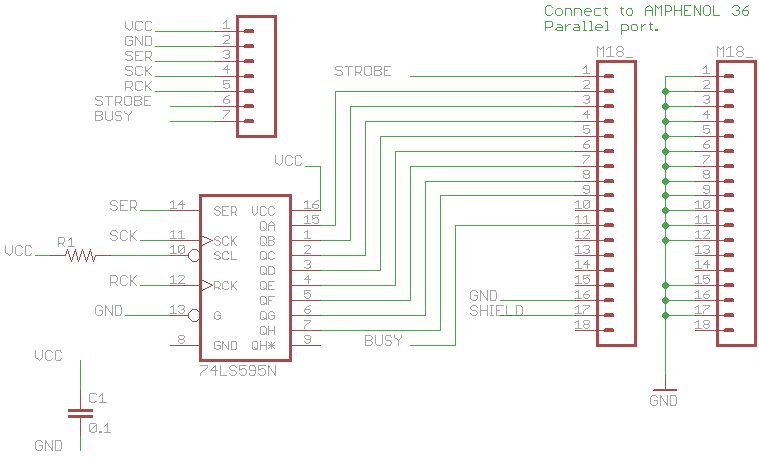 Connect to AMPHENOL 36
Parallel port.
VCC 1
GND 2
SER 3
SCK 4
RCK 5
STROBE 6
BUSY 7
M18_
STROBE 1
2
3
4
5
6
7
8
9
10
11
12
13
14
15
GND 16
SHIELD 17
18
M18_
1
2
3
4
5
6
7
8
9
10
11
12
13
14
15
16
17
18
GND
VCC
SER 14 SER VCC 16
QA 15
SCK 11 SCK QB 1
VCC R1 10 SCL QC 2
QD 3
RCK 12 RCK QE 4
QF 5
GND 13 G QG 6
QH 7
8 GND QH* 9
BUSY
74LS595N
VCC
C1
0.1
GND